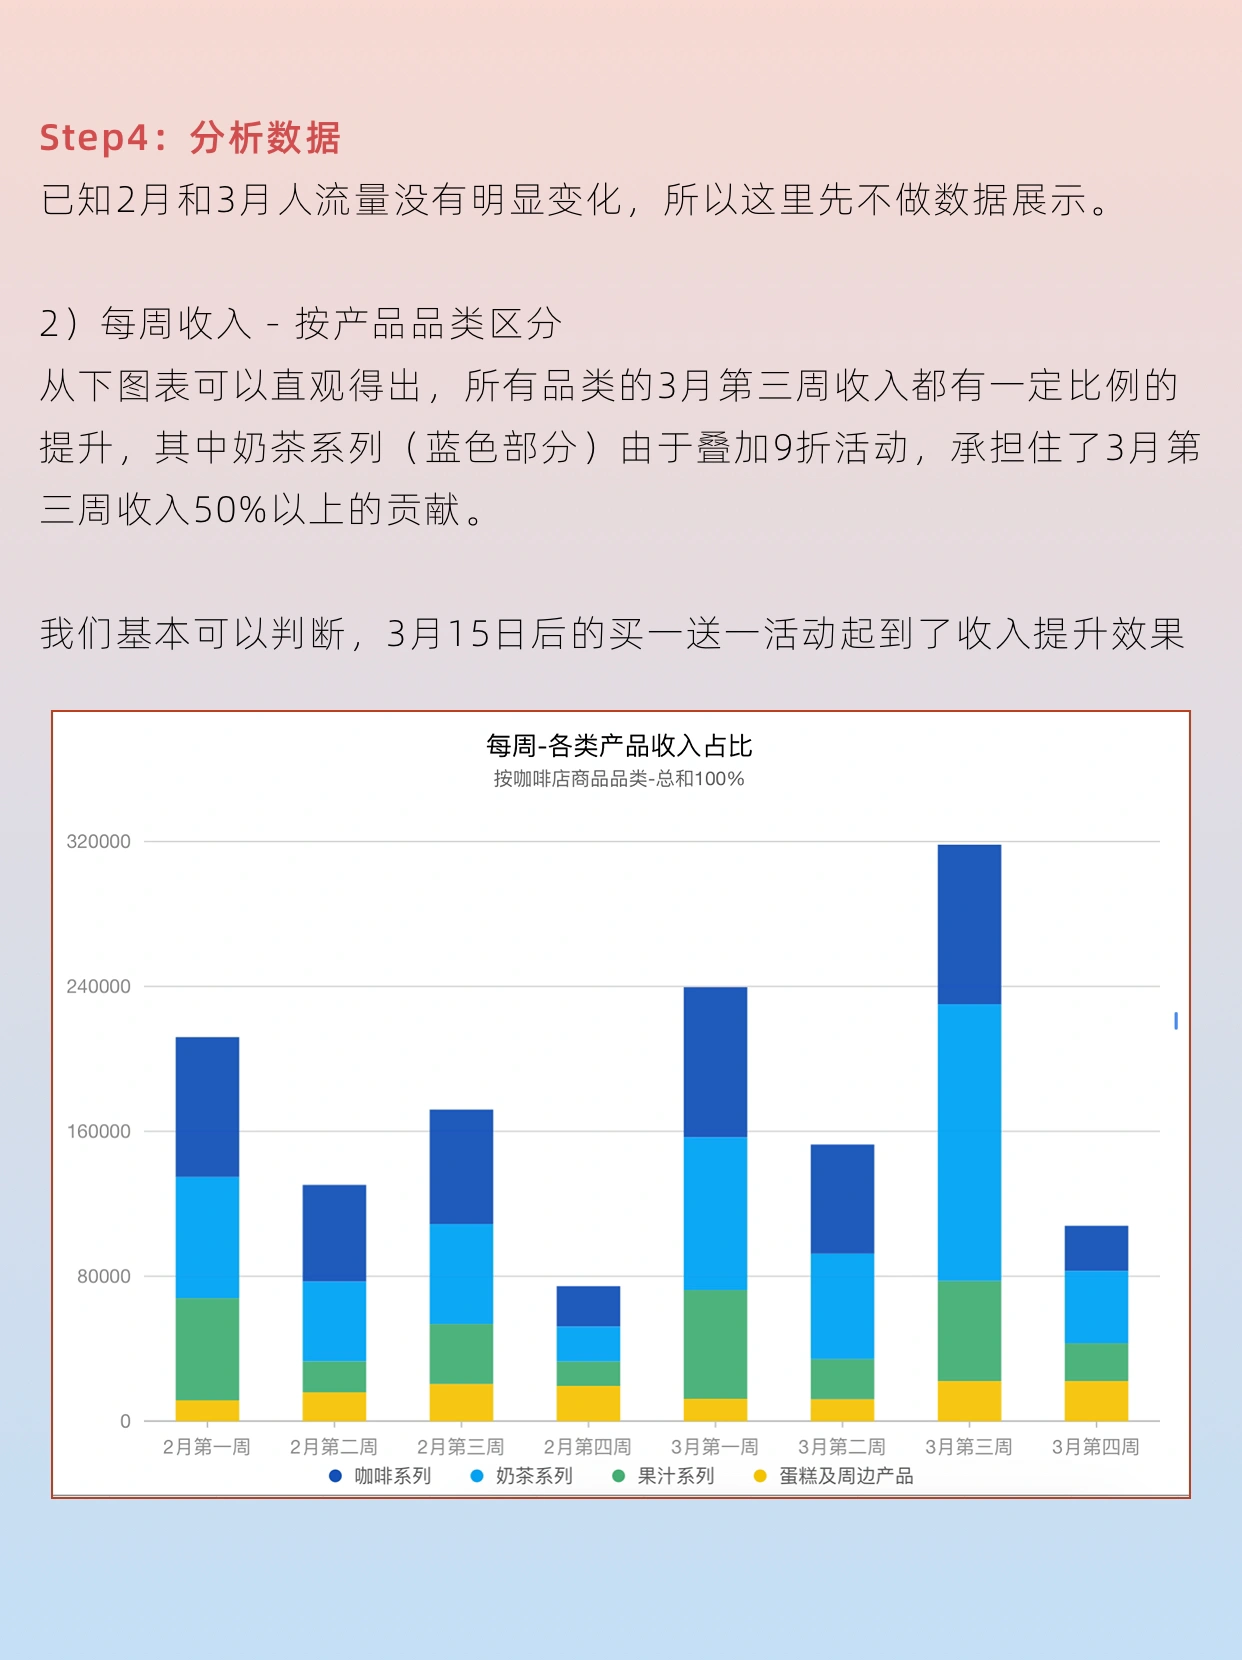 Step4：分析数据
已知2月和3月人流量没有明显变化，所以这里先不做数据展示。
2）每周收入 - 按产品品类区分
从下图表可以直观得出，所有品类的3月第三周收入都有一定比例的
提升，其中奶茶系列（蓝色部分）由于叠加9折活动，承担住了3月第
三周收入50%以上的贡献。
我们基本可以判断，3月15日后的买一送一活动起到了收入提升效果
每周-各类产品收入占比
按咖啡店商品品类-总和100%
320000
240000
160000
80000
0
2月第一周 2月第二周 2月第三周 2月第四周 3月第一周 3月第二周 3月第三周 3月第四周
咖啡系列 奶茶系列 果汁系列 蛋糕及周边产品